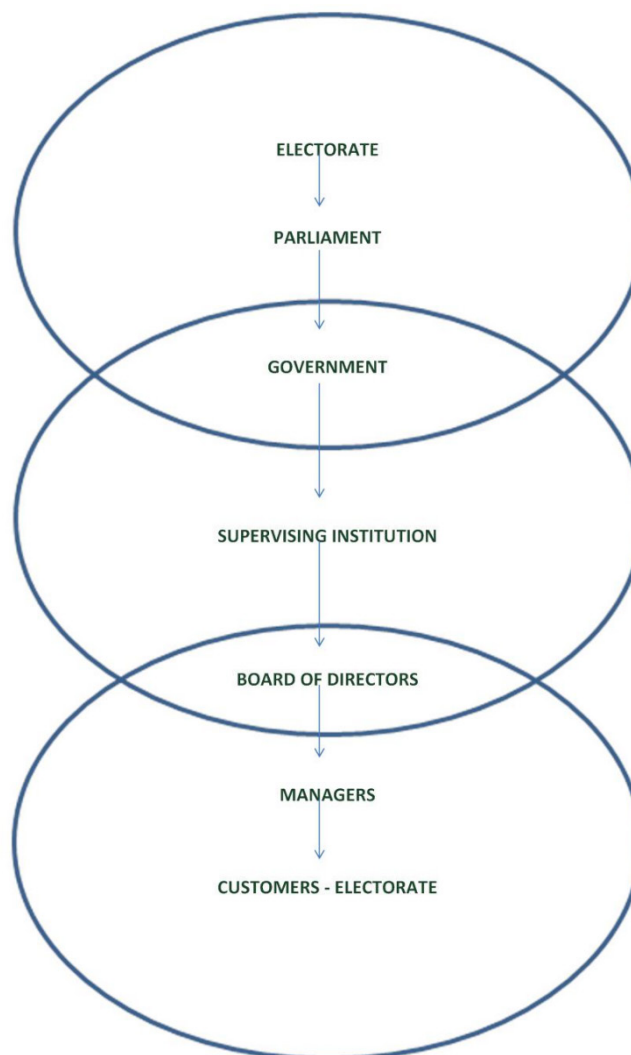 ELECTORATE
PARLIAMENT
GOVERNMENT
SUPERVISING INSTITUTION
BOARD OF DIRECTORS
MANAGERS
CUSTOMERS - ELECTORATE